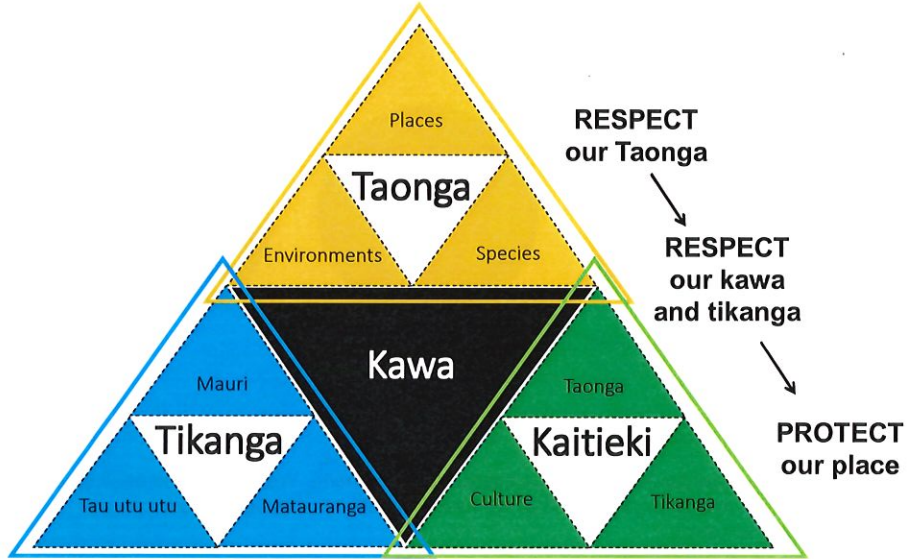 Places
Taonga
Environments
Species
RESPECT
our Taonga
RESPECT
our kawa
and tikanga
PROTECT
our place
Kawa
Mauri
Tikanga
Tau utu utu
Matauranga
Taonga
Kaitieki
Culture
Tikanga